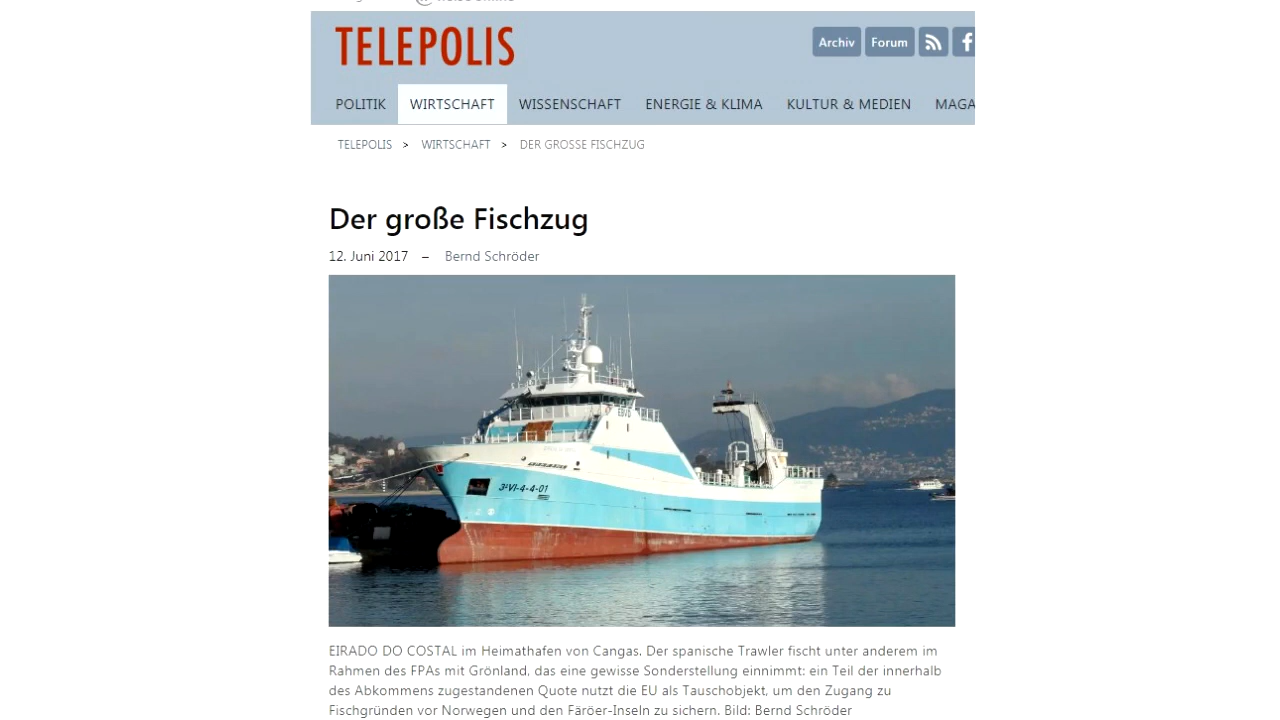 TELEPOLIS
Archiv Forum
POLITIK WIRTSCHAFT WISSENSCHAFT ENERGIE & KLIMA KULTUR & MEDIEN MAGA
TELEPOLIS > WIRTSCHAFT > DER GROSSE FISCHZUG
Der große Fischzug
12. Juni 2017 – Bernd Schröder
3ªVI-4-4-01
EIRADO DO COSTAL im Heimathafen von Cangas. Der spanische Trawler fischt unter anderem im
Rahmen des FPAs mit Grönland, das eine gewisse Sonderstellung einnimmt: ein Teil der innerhalb
des Abkommens zugestandenen Quote nutzt die EU als Tauschobjekt, um den Zugang zu
Fischgründen vor Norwegen und den Färöer-Inseln zu sichern. Bild: Bernd Schröder